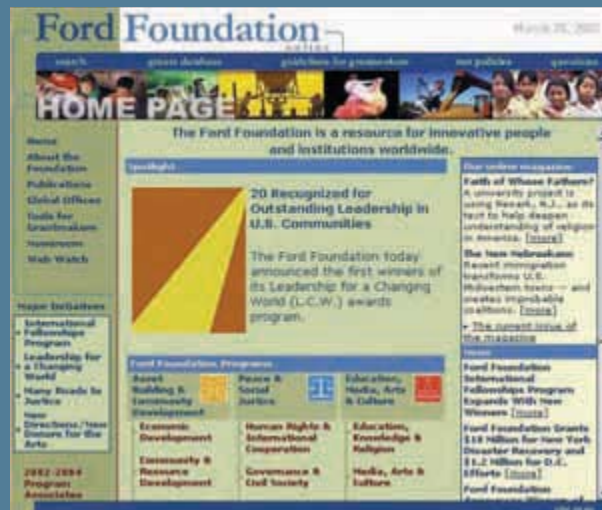 Ford Foundation
online
search grants database guidelines for grantseekers our policies questions
HOME PAGE
The Ford Foundation is a resource for innovative people
and institutions worldwide.
Home
About the
Foundation
Publications
Global Offices
Tools for
Grantmakers
Newsroom
Web Watch
Major Initiatives
International
Fellowships
Program
Leadership for
a Changing
World
Many Roads to
Justice
New
Directions/New
Donors for the
Arts
2002-2004
Program
Associates
Spotlight
20 Recognized for
Outstanding Leadership in
U.S. Communities
The Ford Foundation today
announced the first winners of
its Leadership for a Changing
World (L.C.W.) awards
program.
Ford Foundation Programs
Asset
Building &
Community
Development
Economic
Development
Community &
Resource
Development
Peace &
Social
Justice
Human Rights &
International
Cooperation
Governance &
Civil Society
Education,
Media, Arts
& Culture
Education,
Knowledge &
Religion
Media, Arts &
Culture
Our online magazine
Faith of Whose Fathers?
A university project is
using Newark, N.J., as its
text to help deepen
understanding of religion
in America. [more]
The New Nebraskans
Recent immigration
transforms U.S.
Midwestern towns — and
creates improbable
coalitions. [more]
The current issue of
the magazine
News
Ford Foundation
International
Fellowships Program
Expands With New
Winners [more]
Ford Foundation Grants
$10 Million for New York
Disaster Recovery and
$1.2 Million for D.C.
Efforts [more]
Ford Foundation